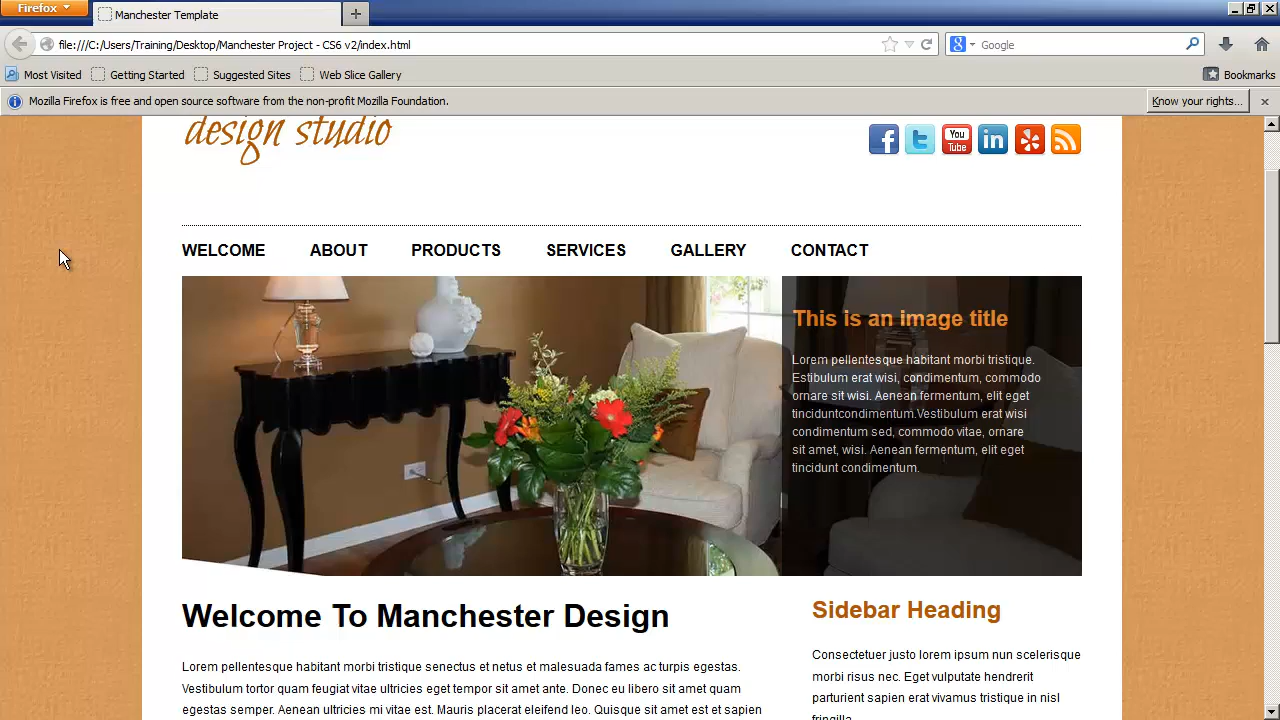 Firefox
Manchester Template
file:///C:/Users/Training/Desktop/Manchester Project - CS6 v2/index.html
Google
Most Visited Getting Started Suggested Sites Web Slice Gallery Bookmarks
Mozilla Firefox is free and open source software from the non-profit Mozilla Foundation. Know your rights...
design studio
f t You Tube in
WELCOME ABOUT PRODUCTS SERVICES GALLERY CONTACT
This is an image title
Lorem pellentesque habitant morbi tristique.
Estibulum erat wisi, condimentum, commodo
ornare sit wisi. Aenean fermentum, elit eget
tinciduntcondimentum.Vestibulum erat wisi
condimentum sed, commodo vitae, ornare
sit amet, wisi. Aenean fermentum, elit eget
tincidunt condimentum.
Welcome To Manchester Design
Lorem pellentesque habitant morbi tristique senectus et netus et malesuada fames ac turpis egestas.
Vestibulum tortor quam feugiat vitae ultricies eget tempor sit amet ante. Donec eu libero sit amet quam
egestas semper. Aenean ultricies mi vitae est. Mauris placerat eleifend leo. Quisque sit amet est et sapien
Sidebar Heading
Consectetuer justo lorem ipsum nun scelerisque
morbi risus nec. Eget vulputate hendrerit
parturient sapien erat vivamus tristique in nisl
fringilla